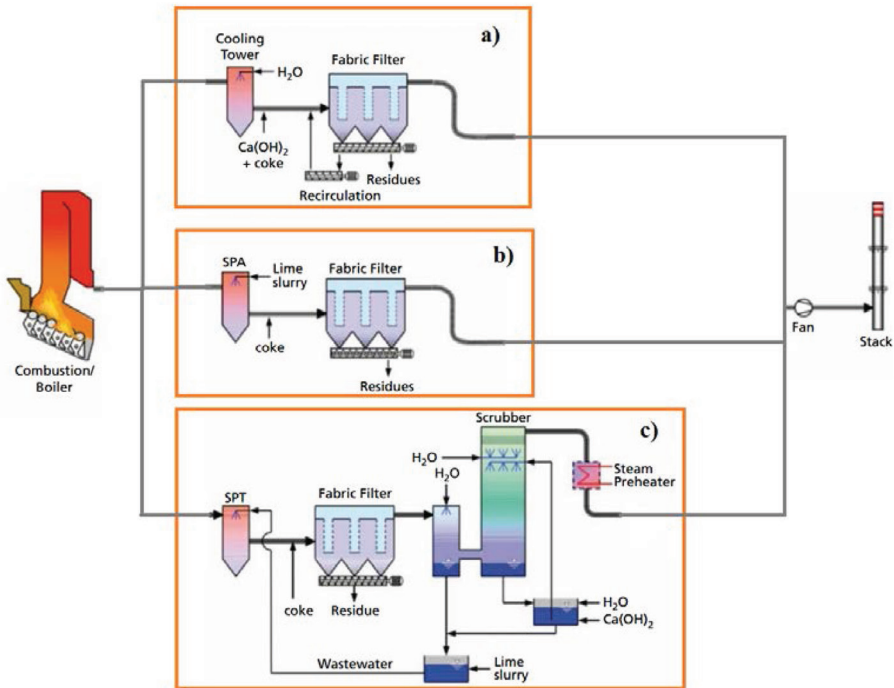 a)
Cooling
Tower
H₂O
Fabric Filter
Ca(OH)₂
+ coke
Residues
Recirculation
b)
SPA
Lime
slurry
Fabric Filter
coke
Residues
Combustion/
Boiler
Fan
Stack
c)
Scrubber
H₂O
H₂O
Steam
Preheater
SPT
Fabric Filter
coke
Residue
H₂O
Ca(OH)₂
Wastewater
Lime
slurry